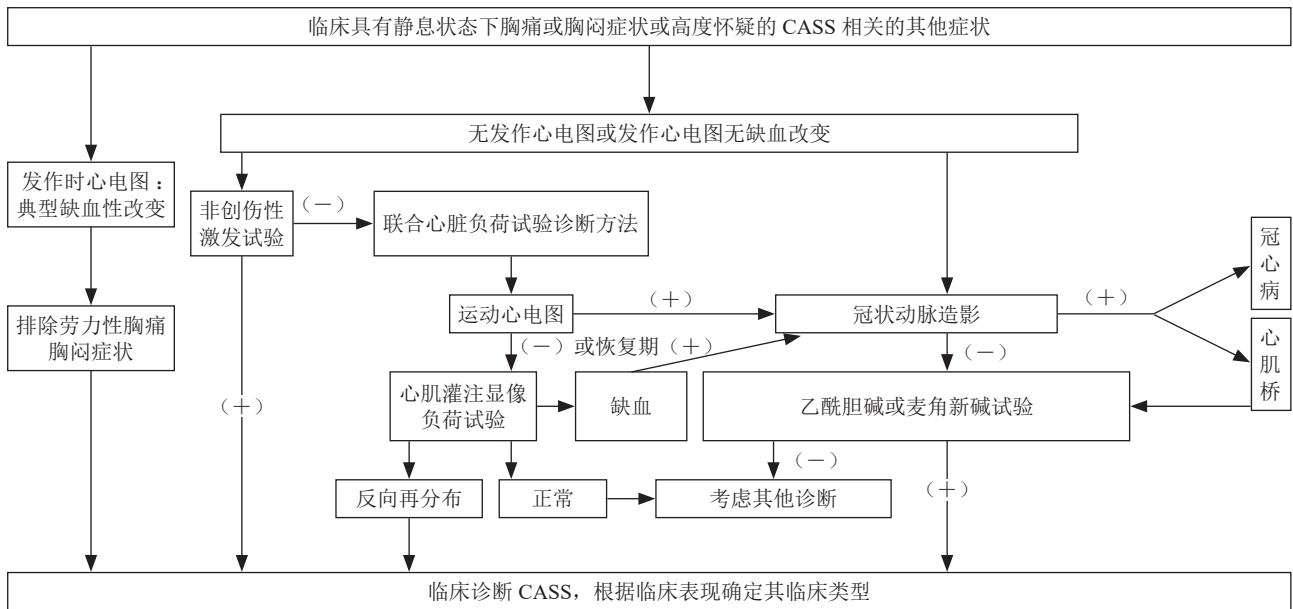 临床具有静息状态下胸痛或胸闷症状或高度怀疑的 CASS 相关的其他症状
无发作心电图或发作心电图无缺血改变
发作时心电图：
典型缺血性改变
非创伤性
激发试验
（－）
联合心脏负荷试验诊断方法
冠
心
病
排除劳力性胸痛
胸闷症状
运动心电图
（＋）
冠状动脉造影
（＋）
（－）或恢复期（＋）
（－）
心
肌
桥
（＋）
心肌灌注显像
负荷试验
缺血
乙酰胆碱或麦角新碱试验
（－）
（＋）
反向再分布
正常
考虑其他诊断
临床诊断 CASS，根据临床表现确定其临床类型